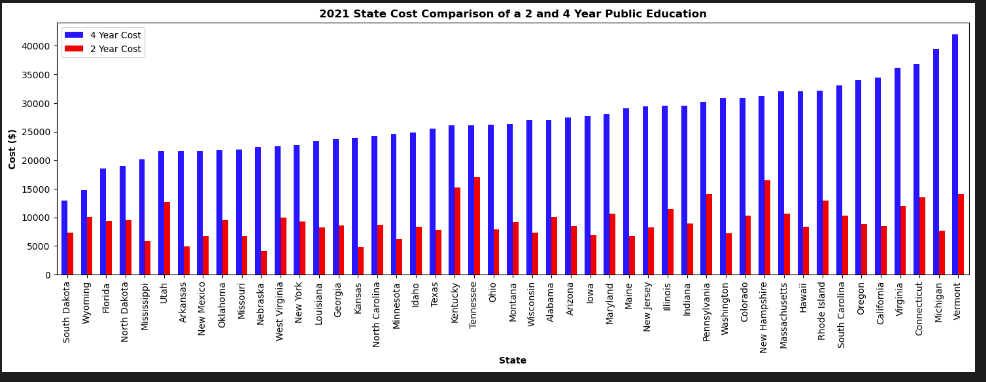 2021 State Cost Comparison of a 2 and 4 Year Public Education
4 Year Cost
2 Year Cost
Cost ($)
40000
35000
30000
25000
20000
15000
10000
5000
0
South Dakota
Wyoming
Florida
North Dakota
Mississippi
Utah
Arkansas
New Mexico
Oklahoma
Missouri
Nebraska
West Virginia
New York
Louisiana
Georgia
Kansas
North Carolina
Minnesota
Idaho
Texas
Kentucky
Tennessee
Ohio
Montana
Wisconsin
Alabama
Arizona
Iowa
Maryland
Maine
New Jersey
Illinois
Indiana
Pennsylvania
Washington
Colorado
New Hampshire
Massachusetts
Hawaii
Rhode Island
South Carolina
Oregon
California
Virginia
Connecticut
Michigan
Vermont
State